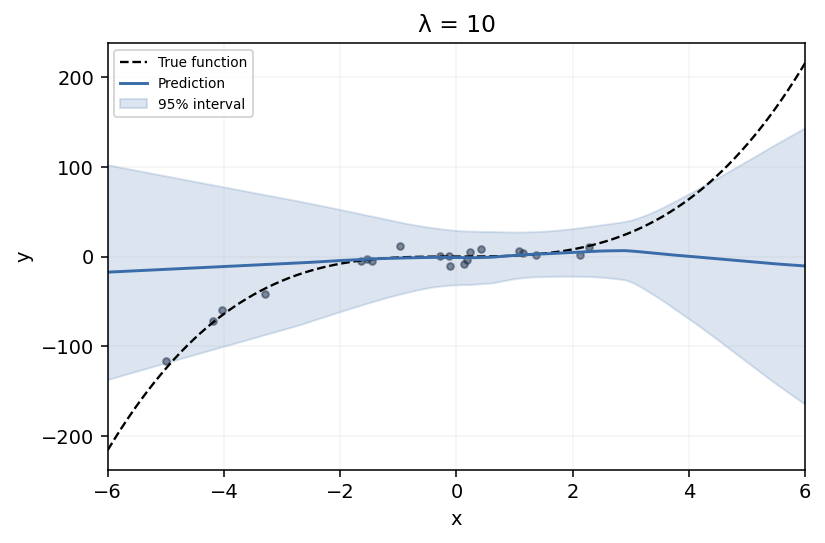 λ = 10
True function
Prediction
95% interval
y
200
100
0
−100
−200
−6 −4 −2 0 2 4 6
x